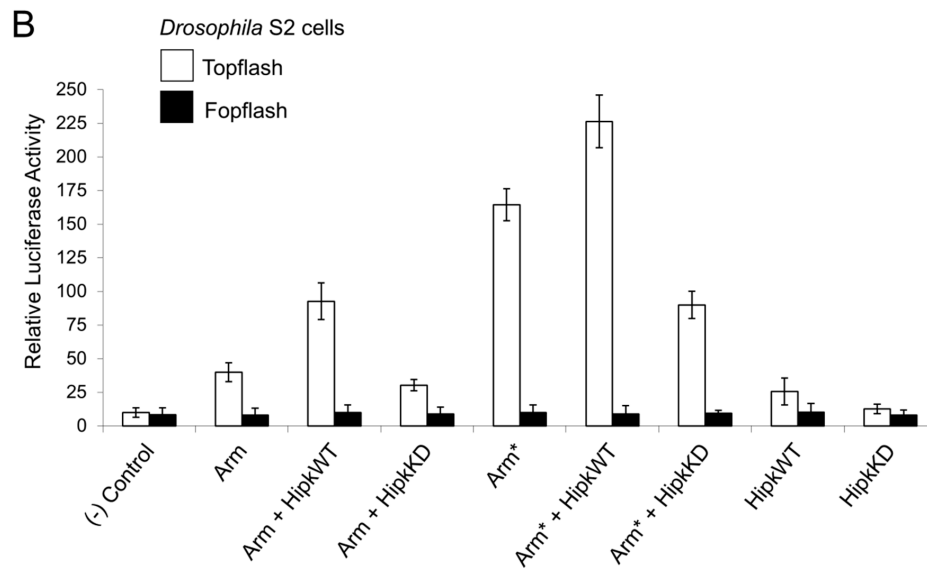 B
Drosophila S2 cells
Topflash
Fopflash
Relative Luciferase Activity
250
225
200
175
150
125
100
75
50
25
0
(-) Control
Arm
Arm + HipkWT
Arm + HipkKD
Arm*
Arm* + HipkWT
Arm* + HipkKD
HipkWT
HipkKD